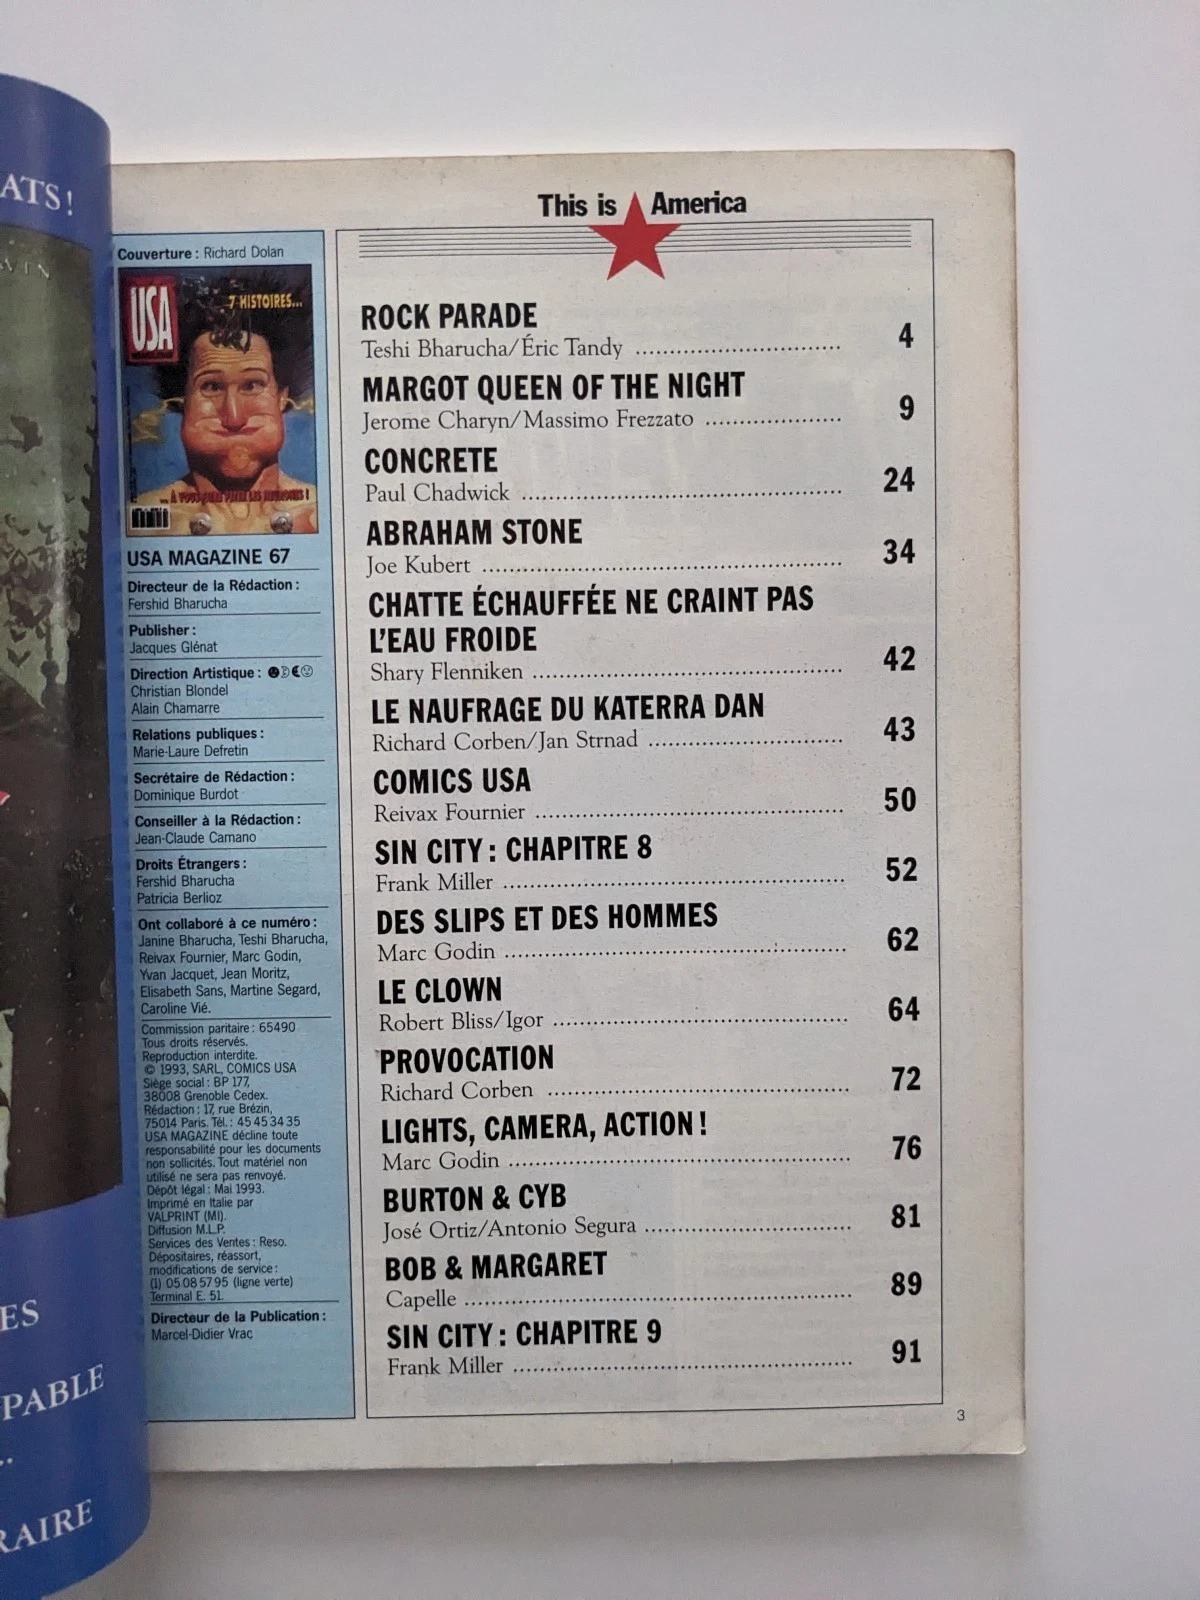 ATS!
WIN
ES
PABLE
..
RAIRE
This is America
Couverture : Richard Dolan
USA
7 HISTOIRES...
USA MAGAZINE 67
Directeur de la Rédaction :
Fershid Bharucha
Publisher :
Jacques Glénat
Direction Artistique :
Christian Blondel
Alain Chamarre
Relations publiques :
Marie-Laure Defretin
Secrétaire de Rédaction :
Dominique Burdot
Conseiller à la Rédaction :
Jean-Claude Camano
Droits Étrangers :
Fershid Bharucha
Patricia Berlioz
Ont collaboré à ce numéro :
Janine Bharucha, Teshi Bharucha,
Reivax Fournier, Marc Godin,
Yvan Jacquet, Jean Moritz,
Elisabeth Sans, Martine Segard,
Caroline Vié.
Commission paritaire : 65490
Tous droits réservés.
Reproduction interdite.
© 1993, SARL, COMICS USA
Siège social : BP 177,
38008 Grenoble Cedex.
Rédaction : 17, rue Brézin,
75014 Paris. Tél. : 45 45 34 35
USA MAGAZINE décline toute
responsabilité pour les documents
non sollicités. Tout matériel non
utilisé ne sera pas renvoyé.
Dépôt légal : Mai 1993.
Imprimé en Italie par
VALPRINT (MI).
Diffusion M.L.P.
Services des Ventes : Reso.
Dépositaires, réassort,
modifications de service :
(1) 05 08 57 95 (ligne verte)
Terminal E. 51.
Directeur de la Publication :
Marcel-Didier Vrac
ROCK PARADE
Teshi Bharucha/Éric Tandy .......... 4
MARGOT QUEEN OF THE NIGHT
Jerome Charyn/Massimo Frezzato .......... 9
CONCRETE
Paul Chadwick .......... 24
ABRAHAM STONE
Joe Kubert .......... 34
CHATTE ÉCHAUFFÉE NE CRAINT PAS
L'EAU FROIDE
Shary Flenniken .......... 42
LE NAUFRAGE DU KATERRA DAN
Richard Corben/Jan Strnad .......... 43
COMICS USA
Reivax Fournier .......... 50
SIN CITY : CHAPITRE 8
Frank Miller .......... 52
DES SLIPS ET DES HOMMES
Marc Godin .......... 62
LE CLOWN
Robert Bliss/Igor .......... 64
PROVOCATION
Richard Corben .......... 72
LIGHTS, CAMERA, ACTION !
Marc Godin .......... 76
BURTON & CYB
José Ortiz/Antonio Segura .......... 81
BOB & MARGARET
Capelle .......... 89
SIN CITY : CHAPITRE 9
Frank Miller .......... 91
3